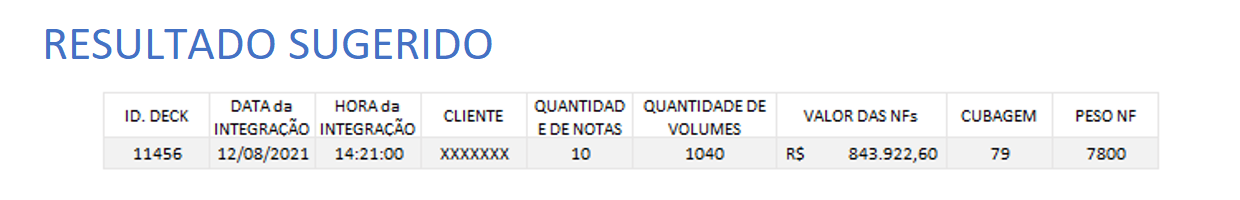 RESULTADO SUGERIDO
ID. DECK DATA da INTEGRAÇÃO HORA da INTEGRAÇÃO CLIENTE QUANTIDAD E DE NOTAS QUANTIDADE DE VOLUMES VALOR DAS NFs CUBAGEM PESO NF
11456 12/08/2021 14:21:00 XXXXXXX 10 1040 R$ 843.922,60 79 7800